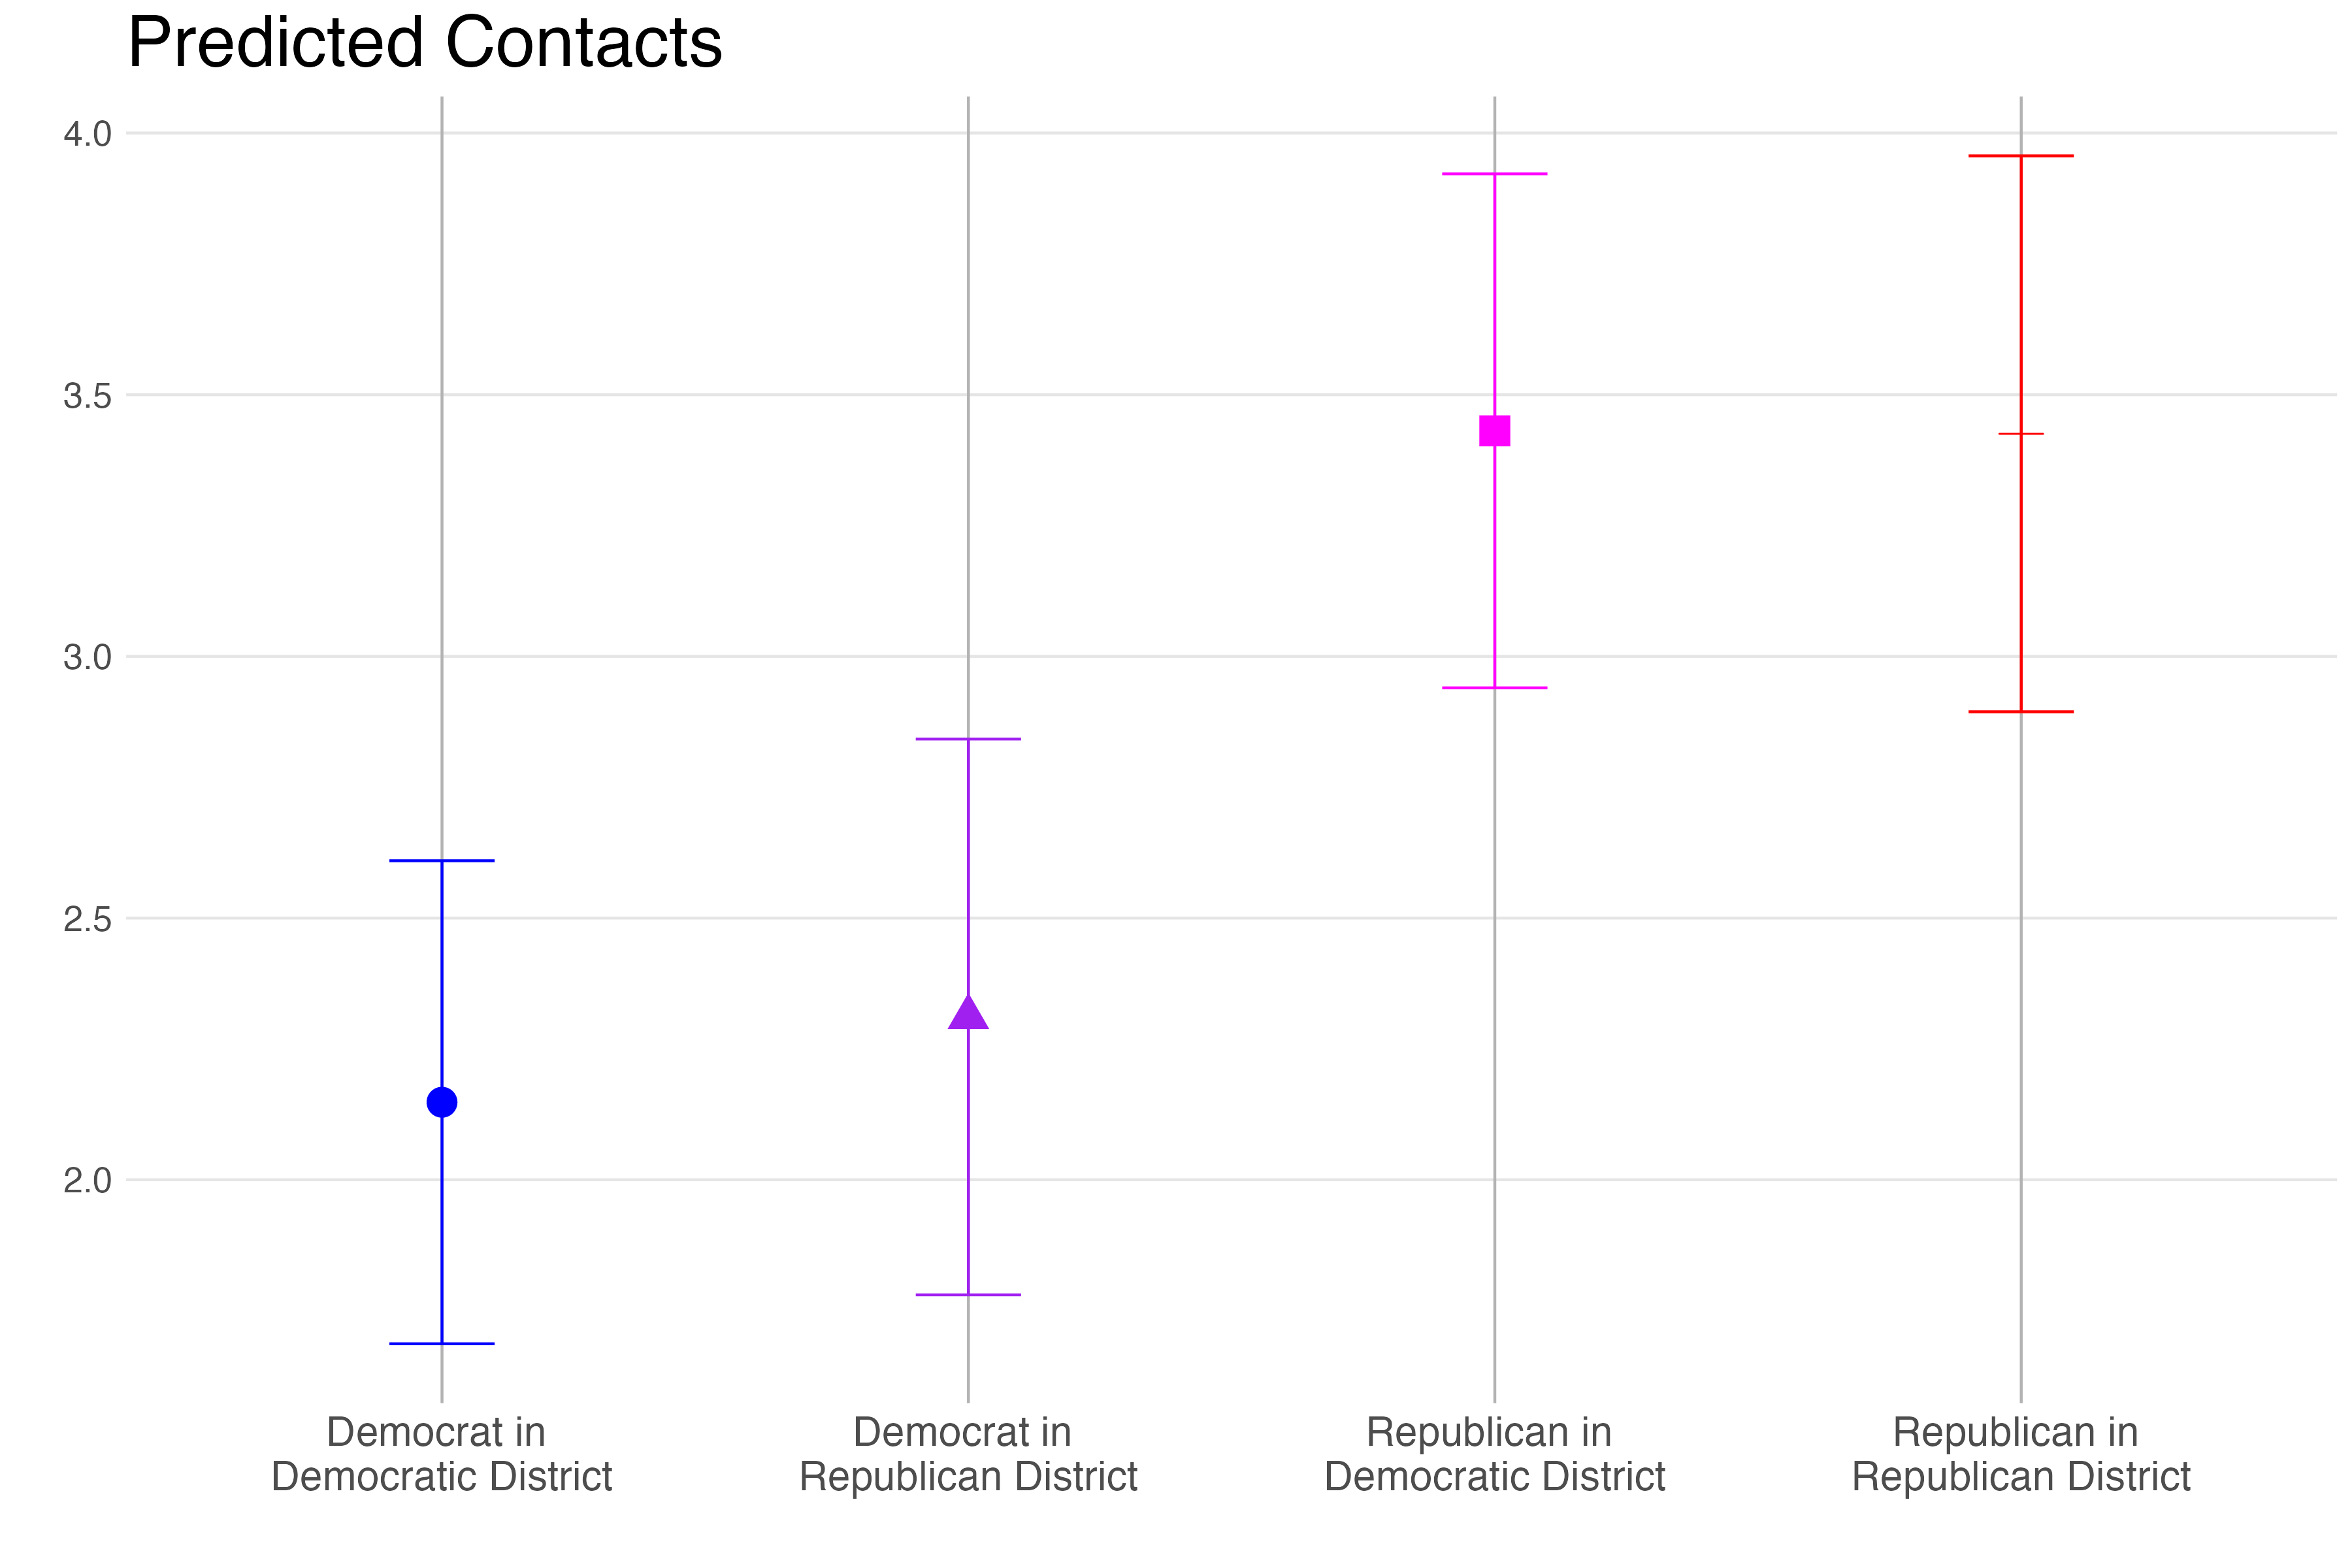 Predicted Contacts
4.0
3.5
3.0
2.5
2.0
Democrat in
Democratic District
Democrat in
Republican District
Republican in
Democratic District
Republican in
Republican District